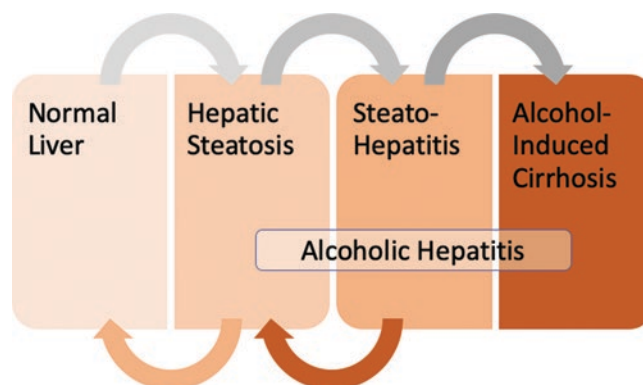 Normal
Liver
Hepatic
Steatosis
Steato-
Hepatitis
Alcohol-
Induced
Cirrhosis
Alcoholic Hepatitis